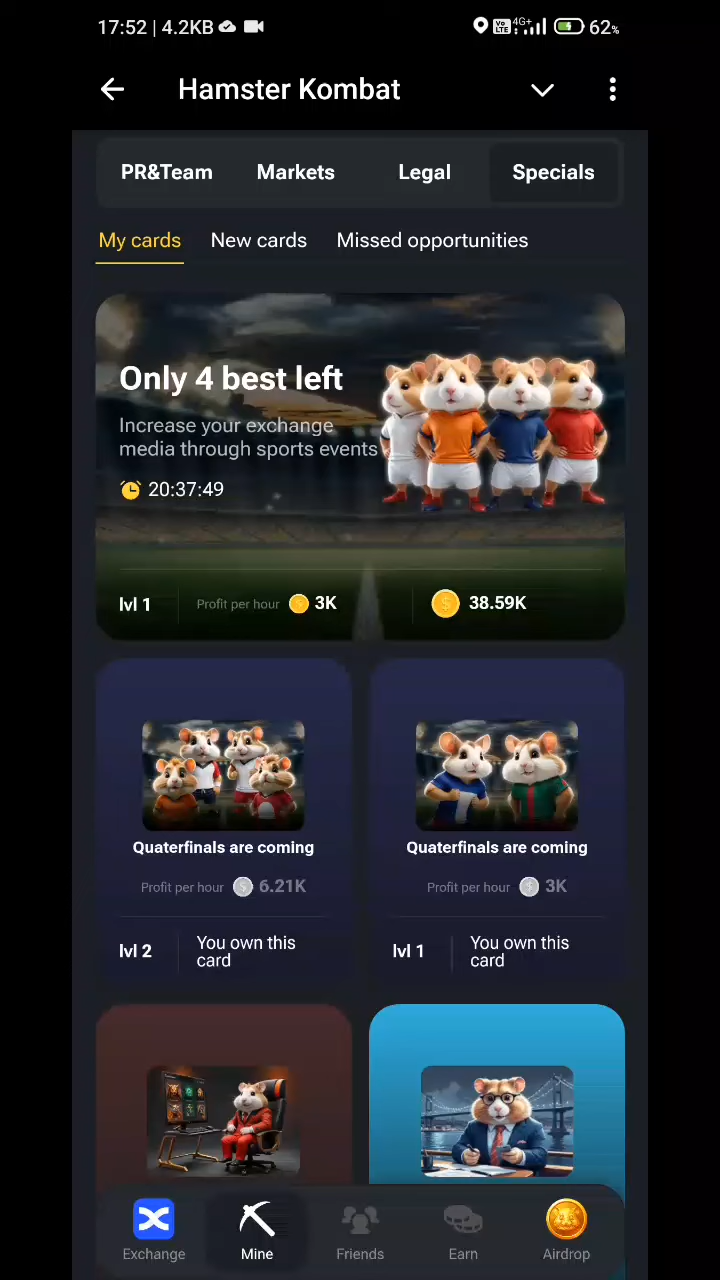 17:52 | 4.2KB
Vo LTE 4G+ 62%
Hamster Kombat
PR&Team Markets Legal Specials
My cards New cards Missed opportunities
Only 4 best left
Increase your exchange
media through sports events
20:37:49
lvl 1 Profit per hour 3K 38.59K
Quaterfinals are coming Quaterfinals are coming
Profit per hour 6.21K Profit per hour 3K
lvl 2 You own this card lvl 1 You own this card
Exchange Mine Friends Earn Airdrop